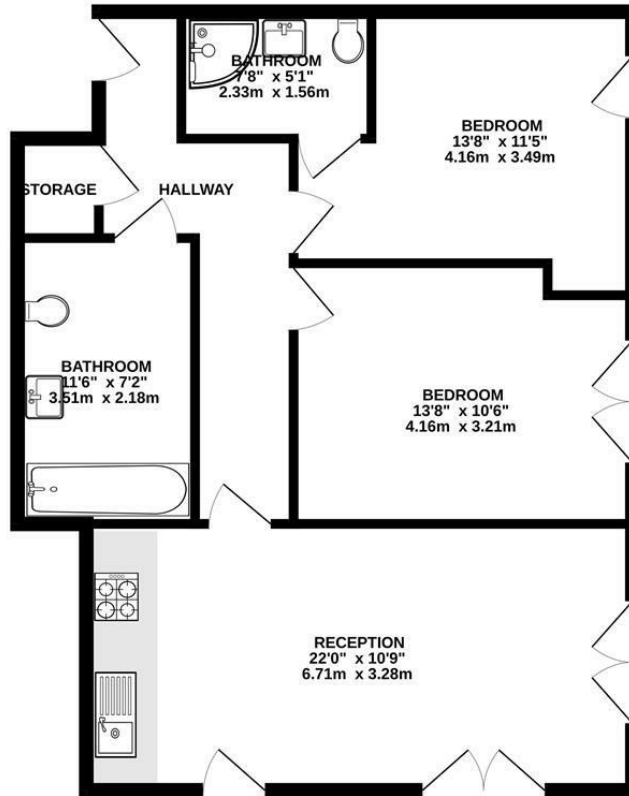 BATHROOM
7'8" x 5'1"
2.33m x 1.56m
BEDROOM
13'8" x 11'5"
4.16m x 3.49m
STORAGE
HALLWAY
BATHROOM
11'6" x 7'2"
3.51m x 2.18m
BEDROOM
13'8" x 10'6"
4.16m x 3.21m
RECEPTION
22'0" x 10'9"
6.71m x 3.28m